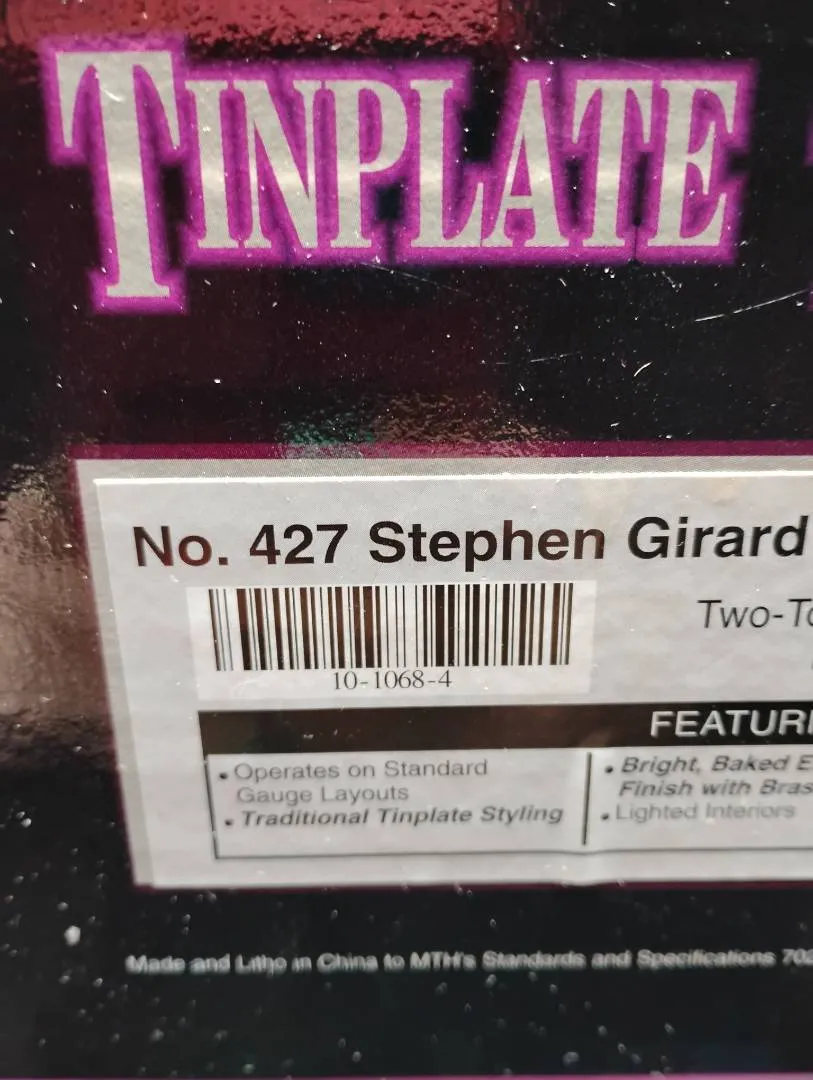 TINPLATE
No. 427 Stephen Girard
Two-To
10-1068-4
FEATUR
• Operates on Standard
Gauge Layouts
• Traditional Tinplate Styling
• Bright, Baked E
Finish with Bras
• Lighted Interiors
Made and Litho in China to MTH's Standards and Specifications 702